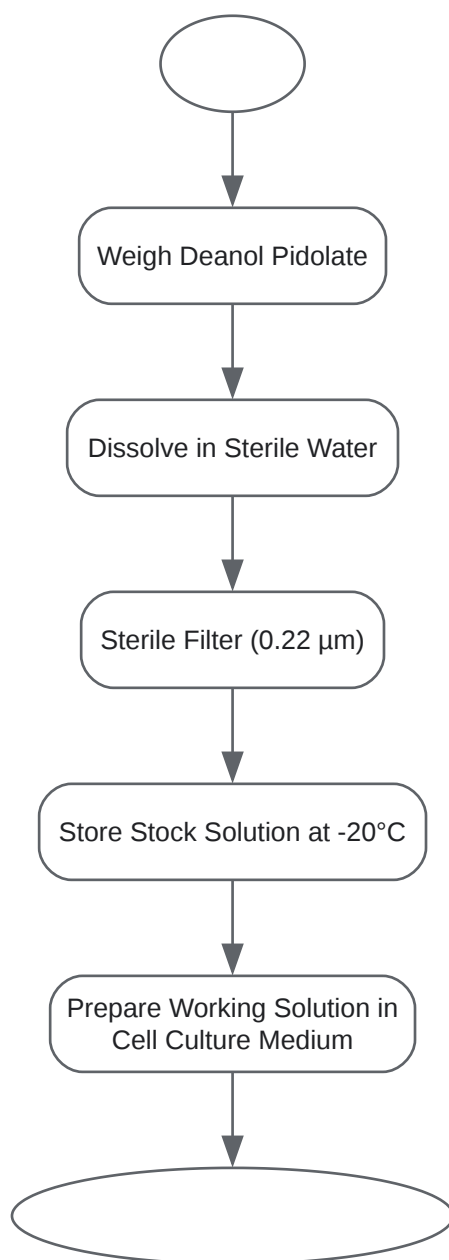 Weigh Deanol Pidolate
Dissolve in Sterile Water
Sterile Filter (0.22 µm)
Store Stock Solution at -20°C
Prepare Working Solution in
Cell Culture Medium